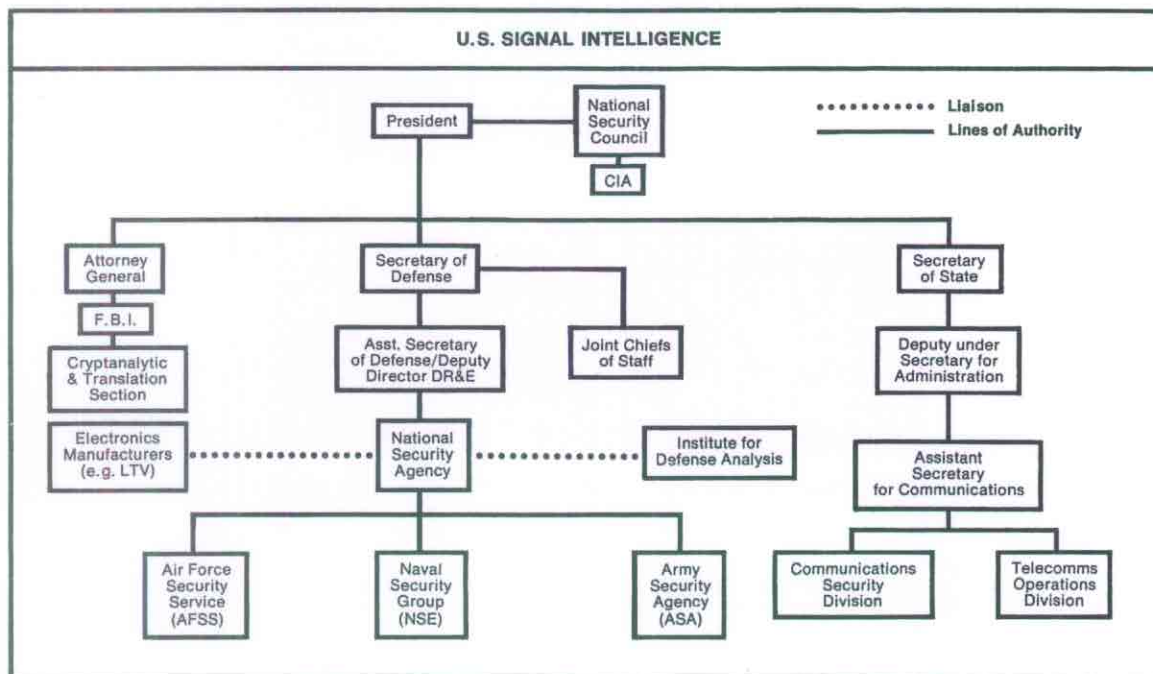 U.S. SIGNAL INTELLIGENCE
President
National
Security
Council
CIA
Liaison
Lines of Authority
Attorney
General
F.B.I.
Cryptanalytic
& Translation
Section
Secretary of
Defense
Asst. Secretary
of Defense/Deputy
Director DR&E
Joint Chiefs
of Staff
Secretary
of State
Deputy under
Secretary for
Administration
Electronics
Manufacturers
(e.g. LTV)
National
Security
Agency
Institute for
Defense Analysis
Assistant
Secretary
for Communications
Air Force
Security
Service
(AFSS)
Naval
Security
Group
(NSE)
Army
Security
Agency
(ASA)
Communications
Security
Division
Telecomms
Operations
Division